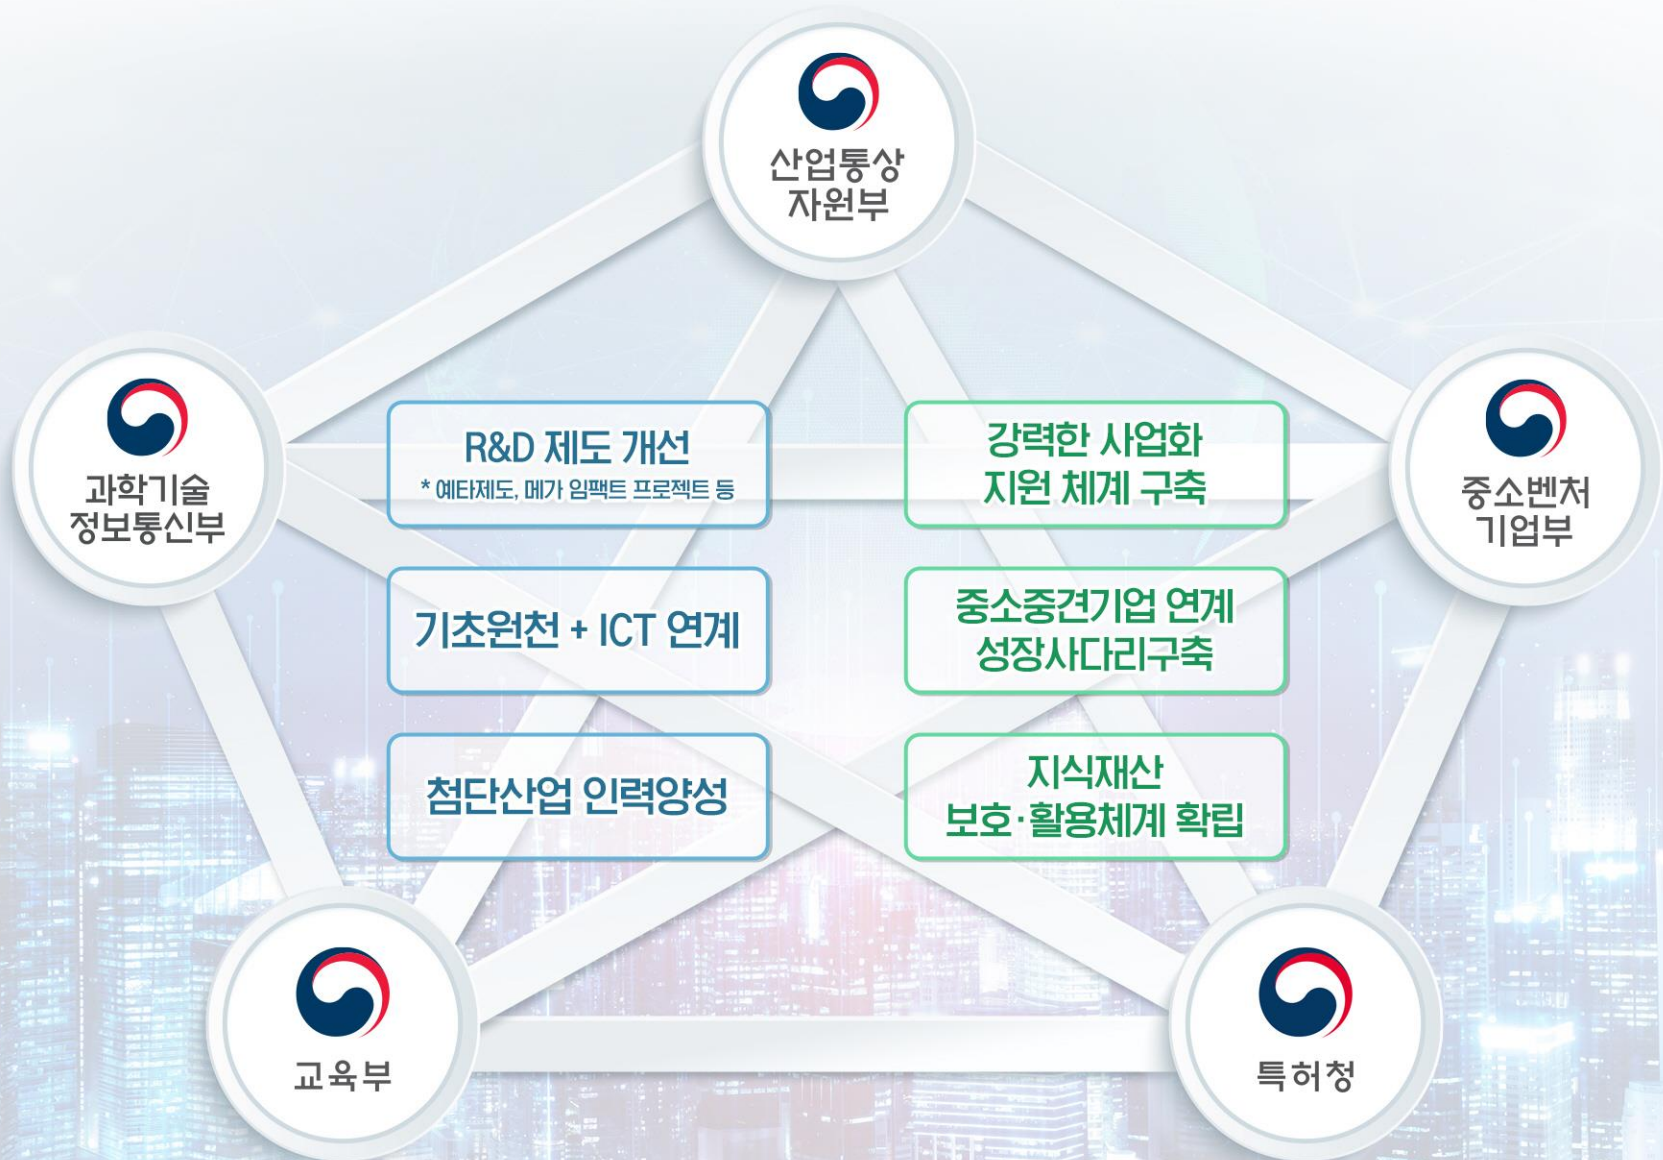 산업통상
자원부
과학기술
정보통신부
R&D 제도 개선
* 예타제도, 메가 임팩트 프로젝트 등
강력한 사업화
지원 체계 구축
중소벤처
기업부
기초원천 + ICT 연계
중소중견기업 연계
성장사다리구축
첨단산업 인력양성
지식재산
보호·활용체계 확립
교육부
특허청